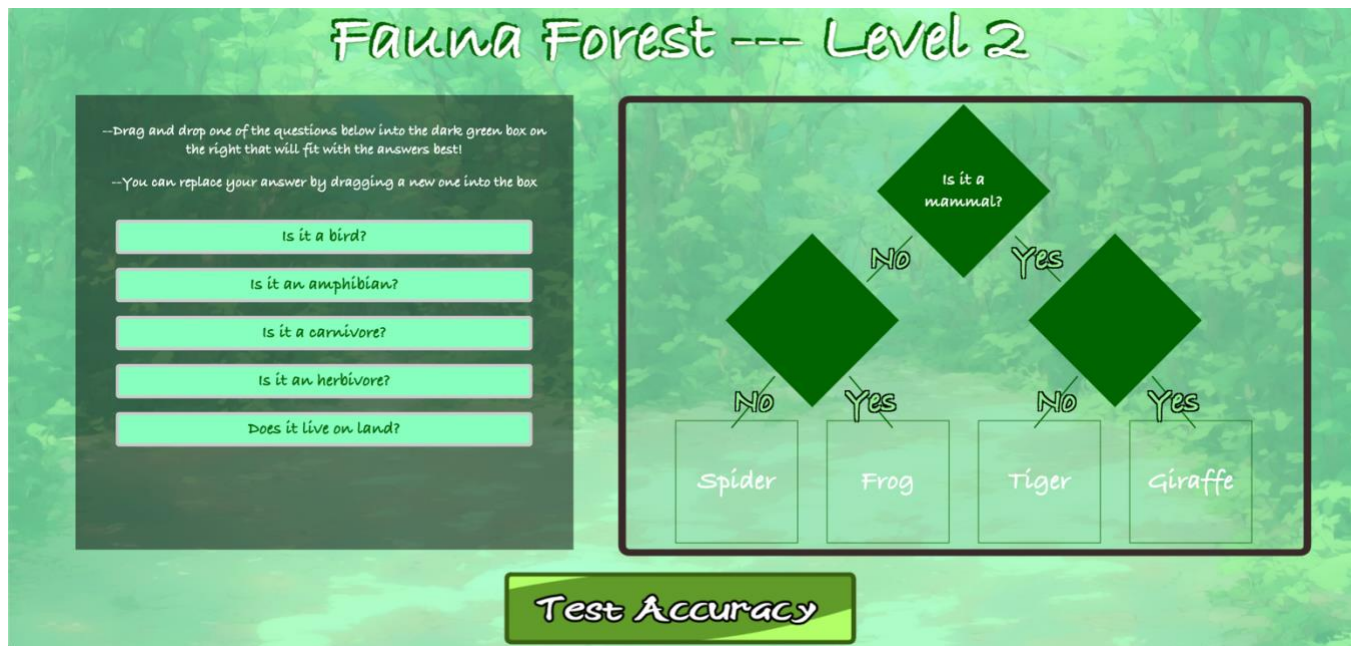 Fauna Forest --- Level 2
--Drag and drop one of the questions below into the dark green box on
the right that will fit with the answers best!
--You can replace your answer by dragging a new one into the box
Is it a bird?
Is it an amphibian?
Is it a carnivore?
Is it an herbivore?
Does it live on land?
Is it a
mammal?
No
Yes
No
Yes
No
Yes
Spider
Frog
Tiger
Giraffe
Test Accuracy